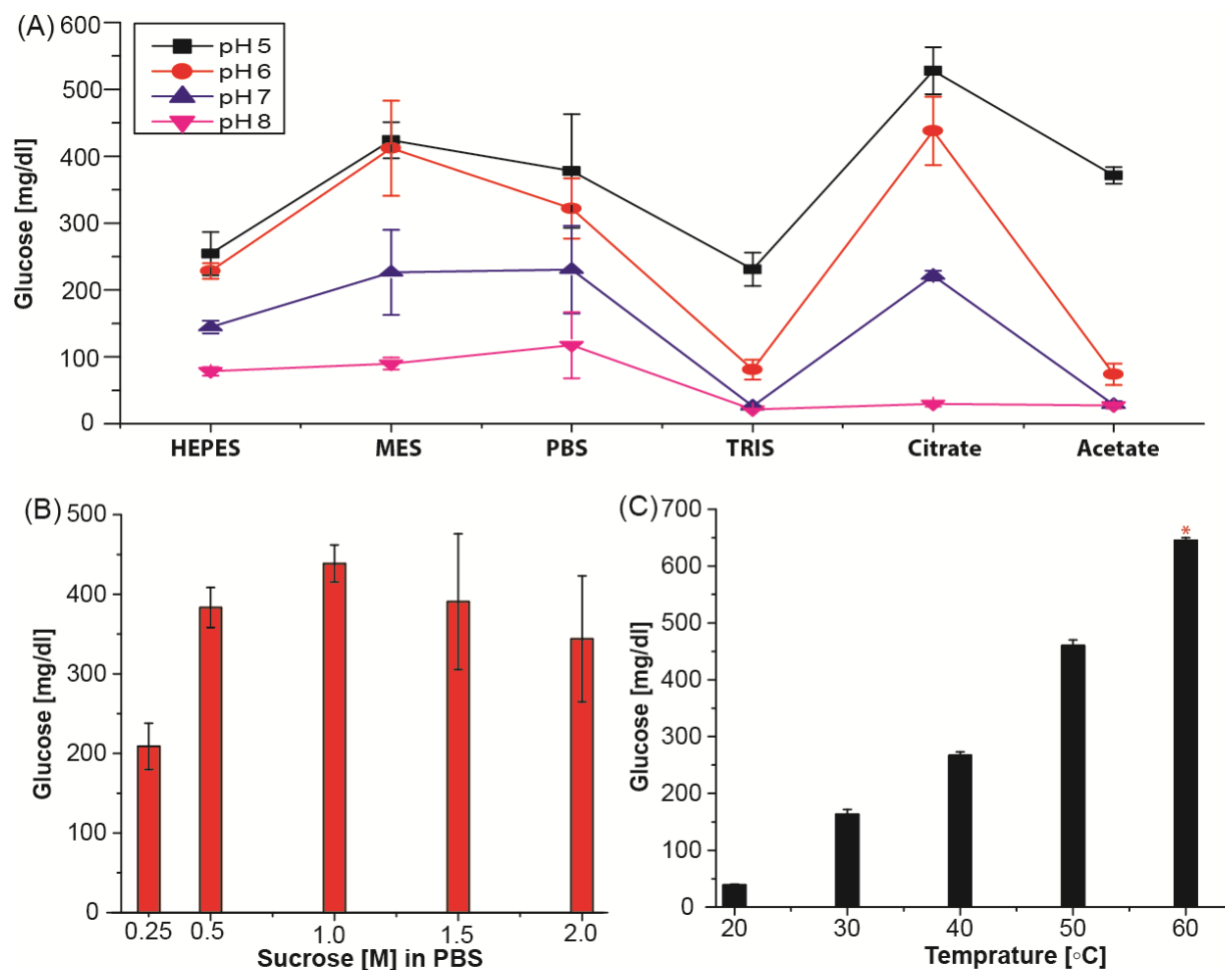 (A)
600
500
400
300
200
100
0
Glucose [mg/dl]
pH 5
pH 6
pH 7
pH 8
HEPES MES PBS TRIS Citrate Acetate
(B)
500
400
300
200
100
0
Glucose [mg/dl]
0.25 0.5 1.0 1.5 2.0
Sucrose [M] in PBS
(C)
700
600
500
400
300
200
100
0
Glucose [mg/dl]
*
20 30 40 50 60
Temprature [◦C]